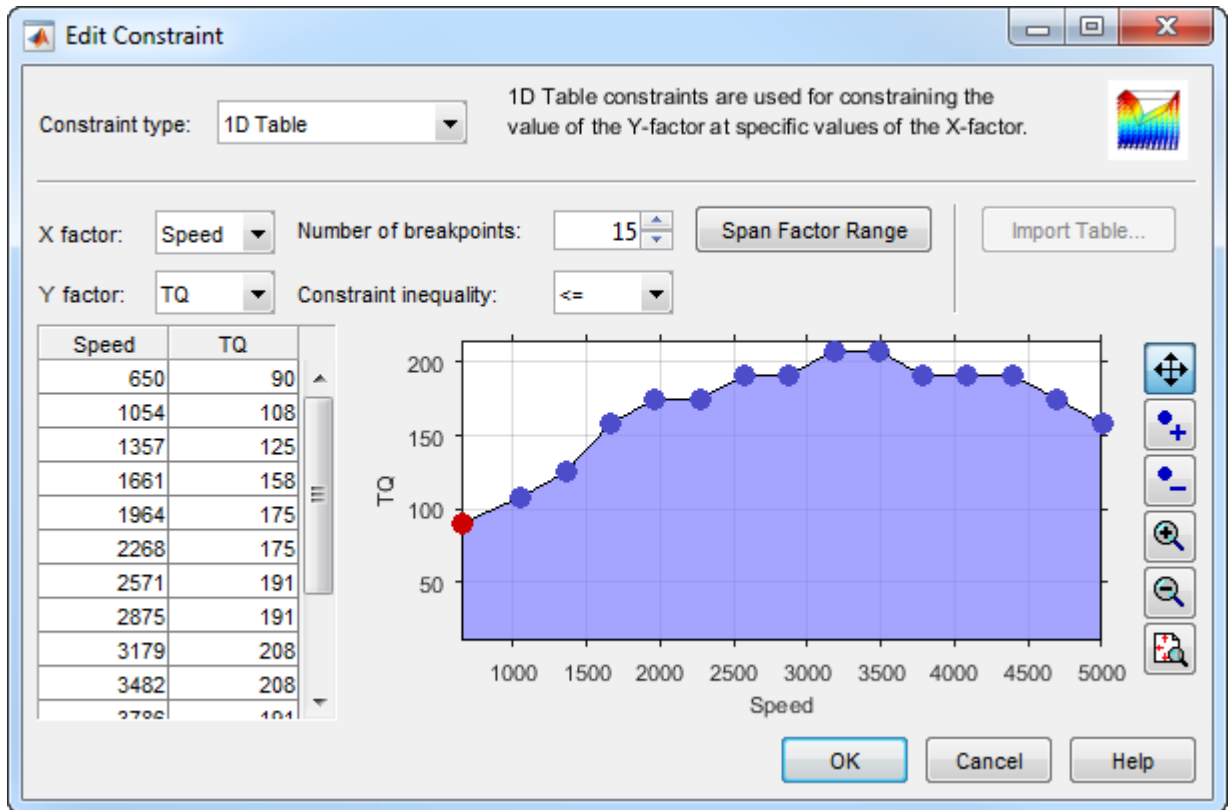 Edit Constraint
Constraint type: 1D Table
1D Table constraints are used for constraining the
value of the Y-factor at specific values of the X-factor.
X factor: Speed Number of breakpoints: 15 Span Factor Range Import Table...
Y factor: TQ Constraint inequality: <=
Speed TQ
650 90
1054 108
1357 125
1661 158
1964 175
2268 175
2571 191
2875 191
3179 208
3482 208
3786 191
200
150
100
50
TQ
1000 1500 2000 2500 3000 3500 4000 4500 5000
Speed
OK Cancel Help